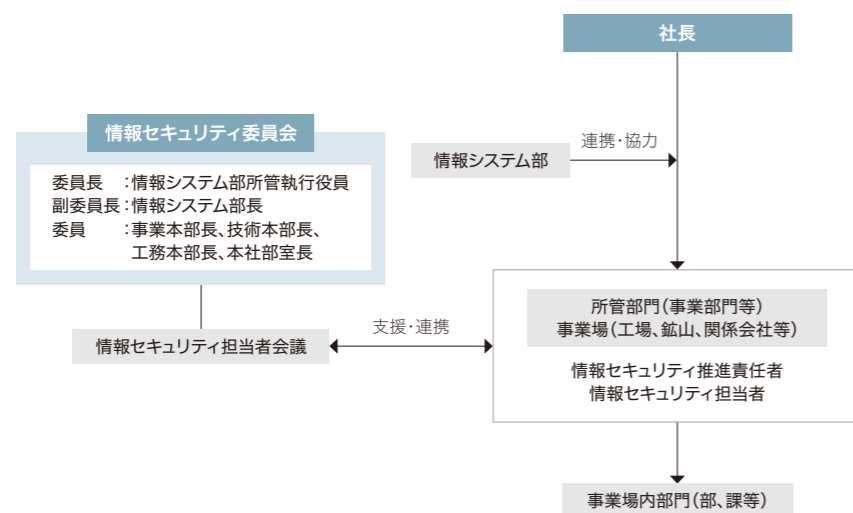 社長
情報セキュリティ委員会
委員長　：情報システム部所管執行役員
副委員長：情報システム部長
委員　　：事業本部長、技術本部長、
工務本部長、本社部室長
情報システム部
連携・協力
所管部門（事業部門等）
事業場（工場、鉱山、関係会社等）
情報セキュリティ推進責任者
情報セキュリティ担当者
支援・連携
情報セキュリティ担当者会議
事業場内部門（部、課等）